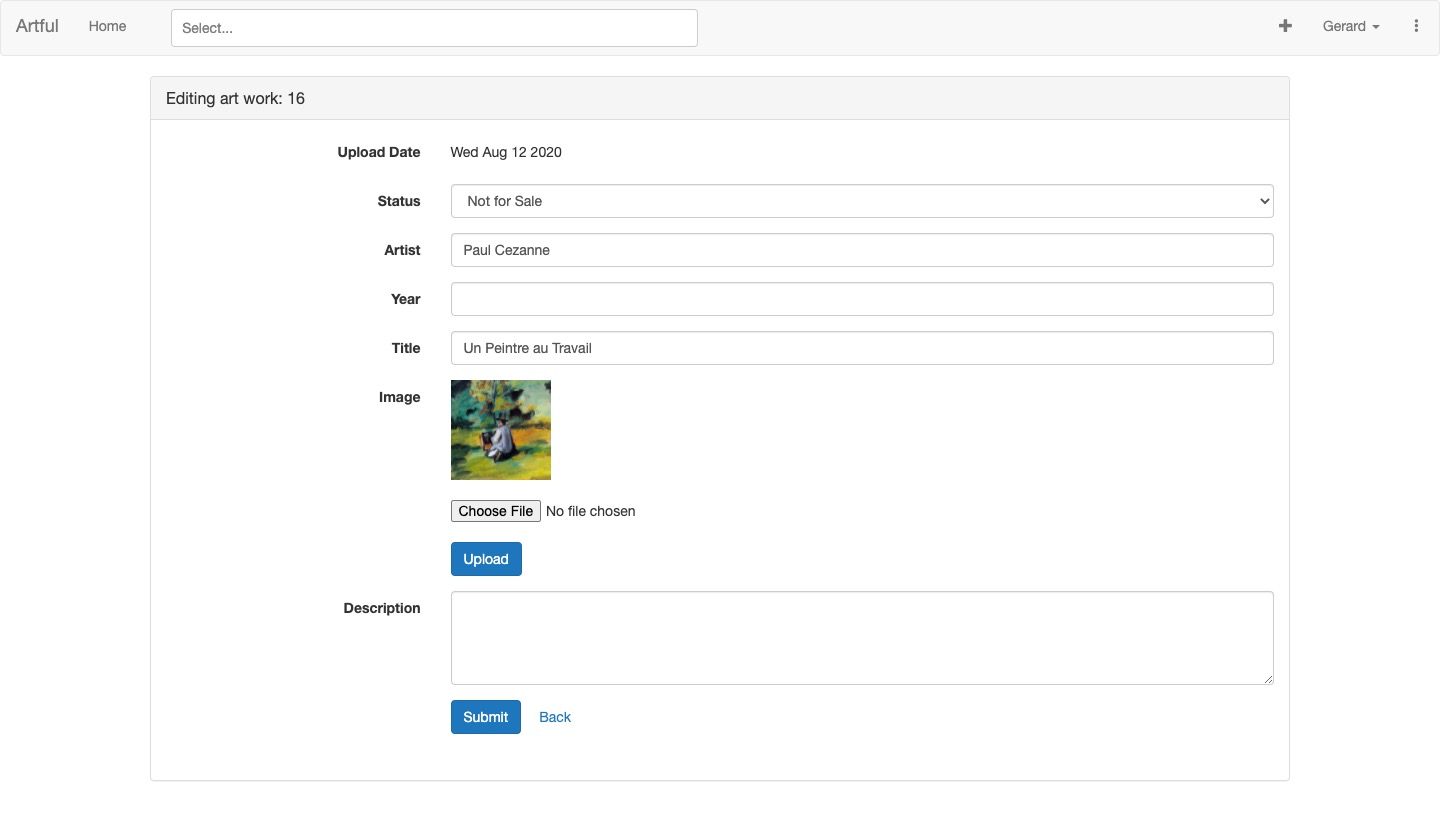 Artful Home Select... Gerard
Editing art work: 16
Upload Date Wed Aug 12 2020
Status Not for Sale
Artist Paul Cezanne
Year
Title Un Peintre au Travail
Image
Choose File No file chosen
Upload
Description
Submit Back